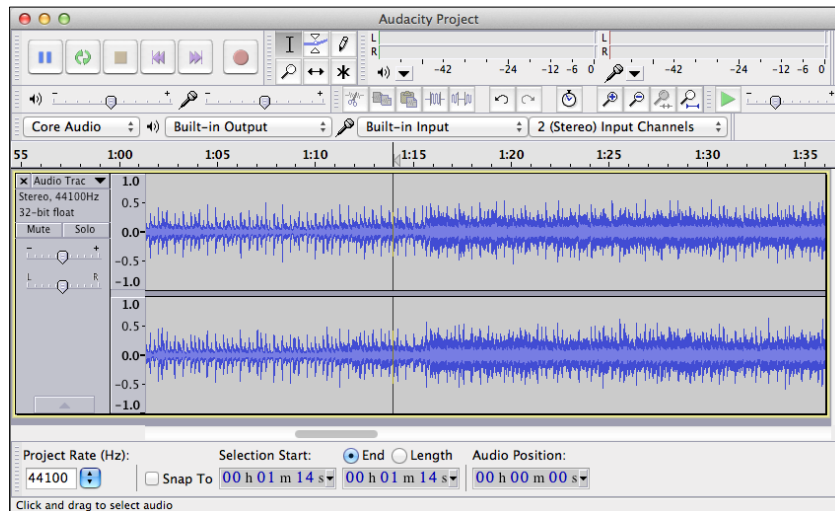 Audacity Project
L
R
-42 -24 -12 -6 0
L
R
-42 -24 -12 -6 0
- +
- +
-
Core Audio
Built-in Output
Built-in Input
2 (Stereo) Input Channels
55 1:00 1:05 1:10 1:15 1:20 1:25 1:30 1:35
Audio Trac
Stereo, 44100Hz
32-bit float
Mute Solo
- +
L R
1.0
0.5
0.0
-0.5
-1.0
1.0
0.5
0.0
-0.5
-1.0
Project Rate (Hz):
44100
Snap To
Selection Start:
00 h 01 m 14 s
End Length
00 h 01 m 14 s
Audio Position:
00 h 00 m 00 s
Click and drag to select audio